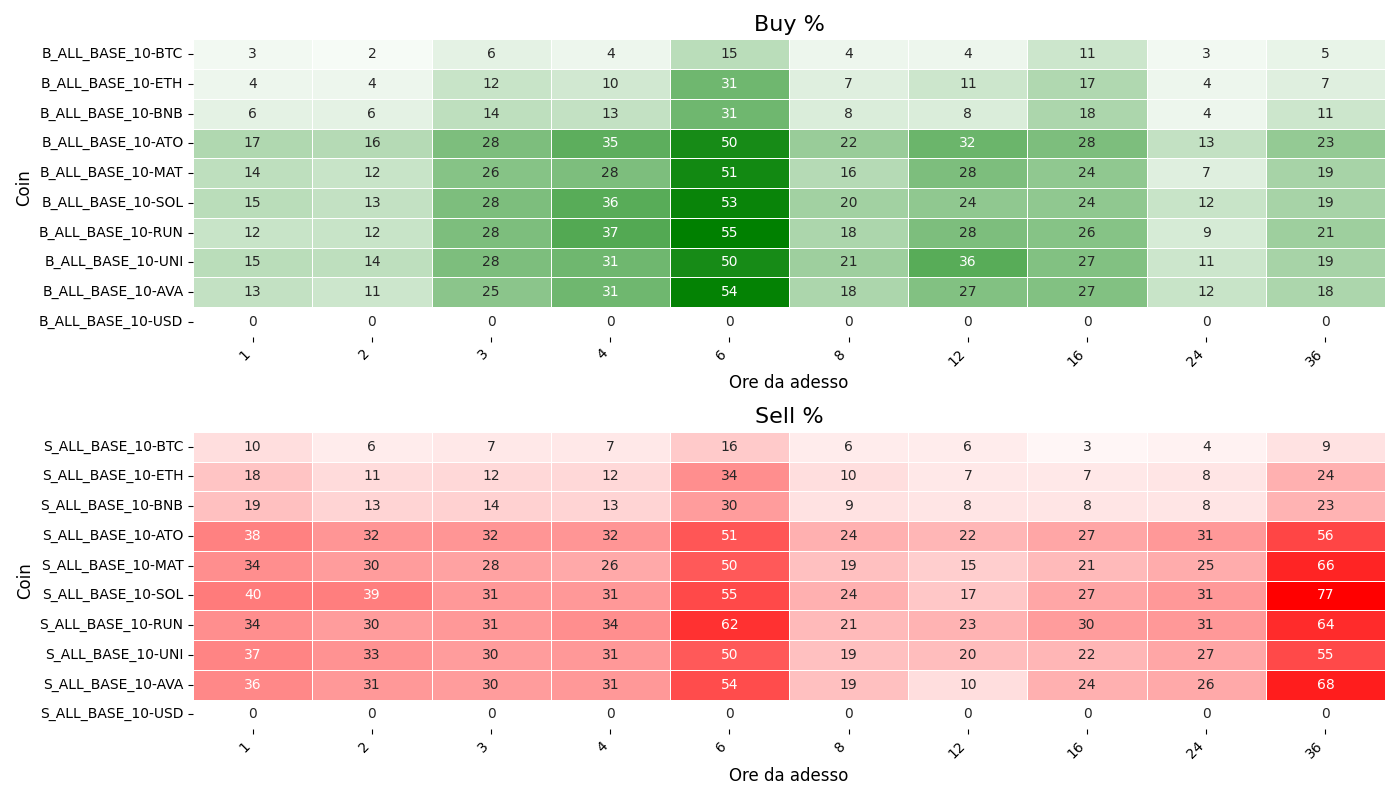 Buy %
Coin
B_ALL_BASE_10-BTC 3 2 6 4 15 4 4 11 3 5
B_ALL_BASE_10-ETH 4 4 12 10 31 7 11 17 4 7
B_ALL_BASE_10-BNB 6 6 14 13 31 8 8 18 4 11
B_ALL_BASE_10-ATO 17 16 28 35 50 22 32 28 13 23
B_ALL_BASE_10-MAT 14 12 26 28 51 16 28 24 7 19
B_ALL_BASE_10-SOL 15 13 28 36 53 20 24 24 12 19
B_ALL_BASE_10-RUN 12 12 28 37 55 18 28 26 9 21
B_ALL_BASE_10-UNI 15 14 28 31 50 21 36 27 11 19
B_ALL_BASE_10-AVA 13 11 25 31 54 18 27 27 12 18
B_ALL_BASE_10-USD 0 0 0 0 0 0 0 0 0 0
1 2 3 4 6 8 12 16 24 36
Ore da adesso
Sell %
Coin
S_ALL_BASE_10-BTC 10 6 7 7 16 6 6 3 4 9
S_ALL_BASE_10-ETH 18 11 12 12 34 10 7 7 8 24
S_ALL_BASE_10-BNB 19 13 14 13 30 9 8 8 8 23
S_ALL_BASE_10-ATO 38 32 32 32 51 24 22 27 31 56
S_ALL_BASE_10-MAT 34 30 28 26 50 19 15 21 25 66
S_ALL_BASE_10-SOL 40 39 31 31 55 24 17 27 31 77
S_ALL_BASE_10-RUN 34 30 31 34 62 21 23 30 31 64
S_ALL_BASE_10-UNI 37 33 30 31 50 19 20 22 27 55
S_ALL_BASE_10-AVA 36 31 30 31 54 19 10 24 26 68
S_ALL_BASE_10-USD 0 0 0 0 0 0 0 0 0 0
1 2 3 4 6 8 12 16 24 36
Ore da adesso